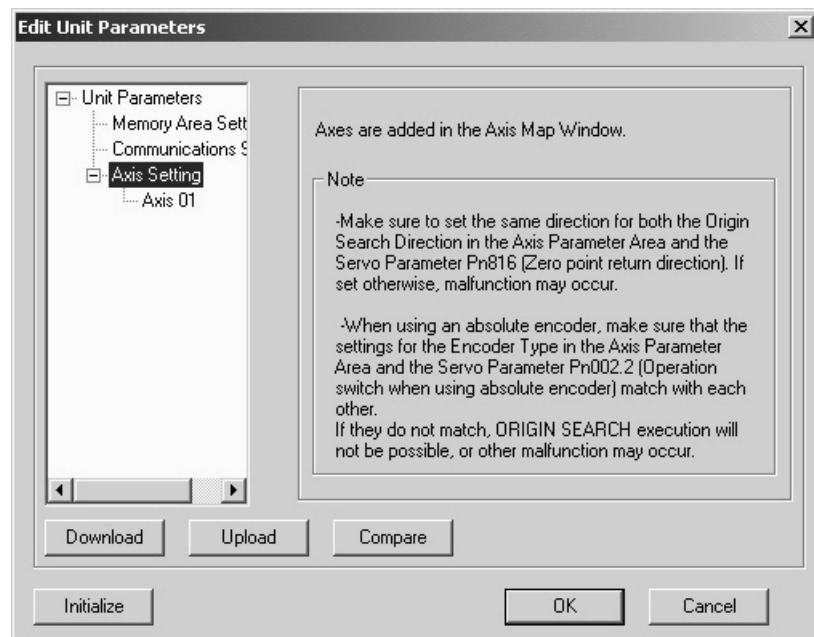 Edit Unit Parameters
Unit Parameters
Memory Area Sett
Communications S
Axis Setting
Axis 01
Axes are added in the Axis Map Window.
Note
-Make sure to set the same direction for both the Origin
Search Direction in the Axis Parameter Area and the
Servo Parameter Pn816 (Zero point return direction). If
set otherwise, malfunction may occur.
-When using an absolute encoder, make sure that the
settings for the Encoder Type in the Axis Parameter
Area and the Servo Parameter Pn002.2 (Operation
switch when using absolute encoder) match with each
other.
If they do not match, ORIGIN SEARCH execution will
not be possible, or other malfunction may occur.
Download
Upload
Compare
Initialize
OK
Cancel